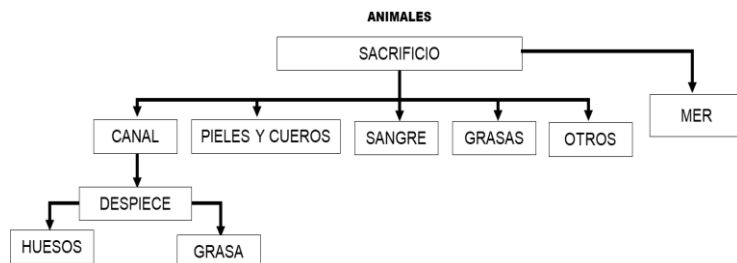 ANIMALES
SACRIFICIO
MER
CANAL
PIELES Y CUEROS
SANGRE
GRASAS
OTROS
DESPIECE
HUESOS
GRASA